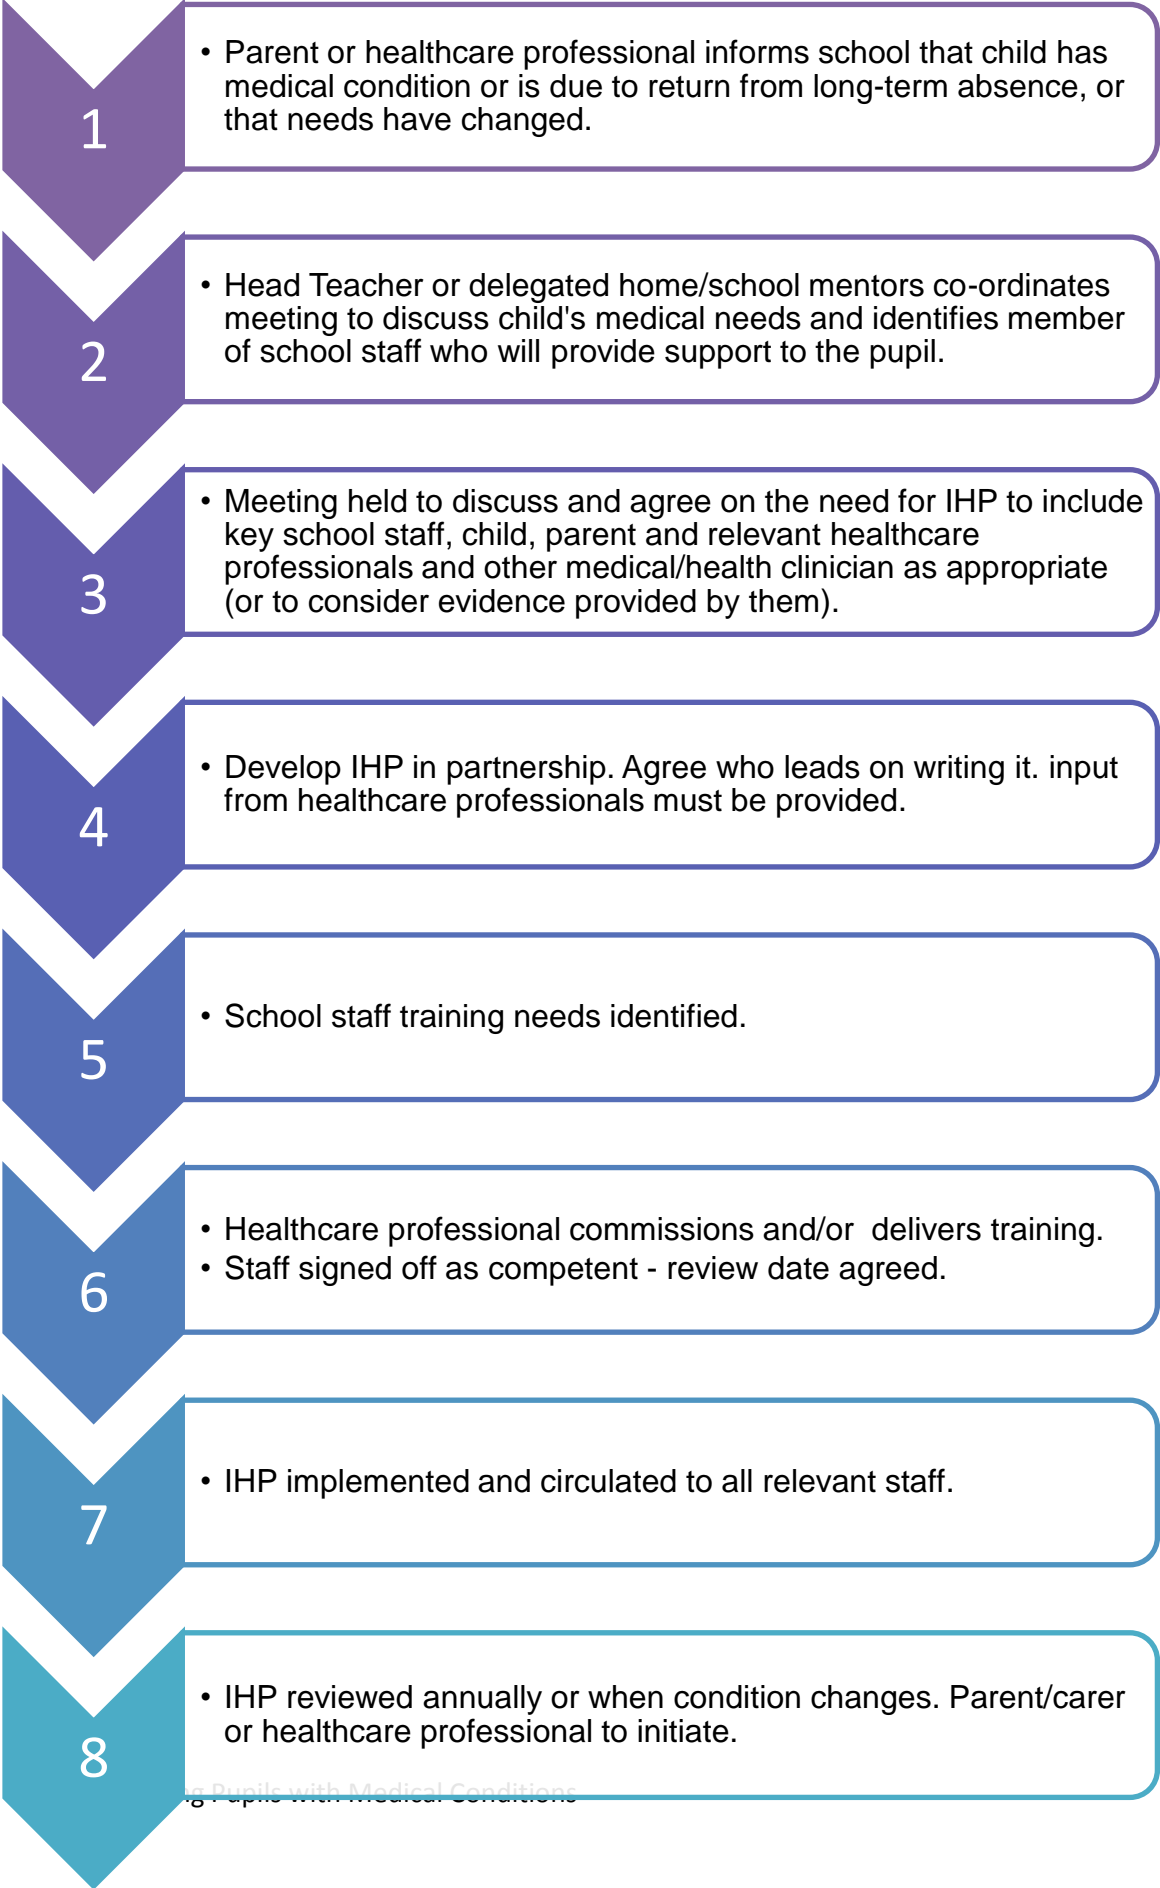 1
• Parent or healthcare professional informs school that child has
medical condition or is due to return from long-term absence, or
that needs have changed.
2
• Head Teacher or delegated home/school mentors co-ordinates
meeting to discuss child's medical needs and identifies member
of school staff who will provide support to the pupil.
3
• Meeting held to discuss and agree on the need for IHP to include
key school staff, child, parent and relevant healthcare
professionals and other medical/health clinician as appropriate
(or to consider evidence provided by them).
4
• Develop IHP in partnership. Agree who leads on writing it. input
from healthcare professionals must be provided.
5
• School staff training needs identified.
6
• Healthcare professional commissions and/or  delivers training.
• Staff signed off as competent - review date agreed.
7
• IHP implemented and circulated to all relevant staff.
8
• IHP reviewed annually or when condition changes. Parent/carer
or healthcare professional to initiate.
Pupils with Medical Conditions